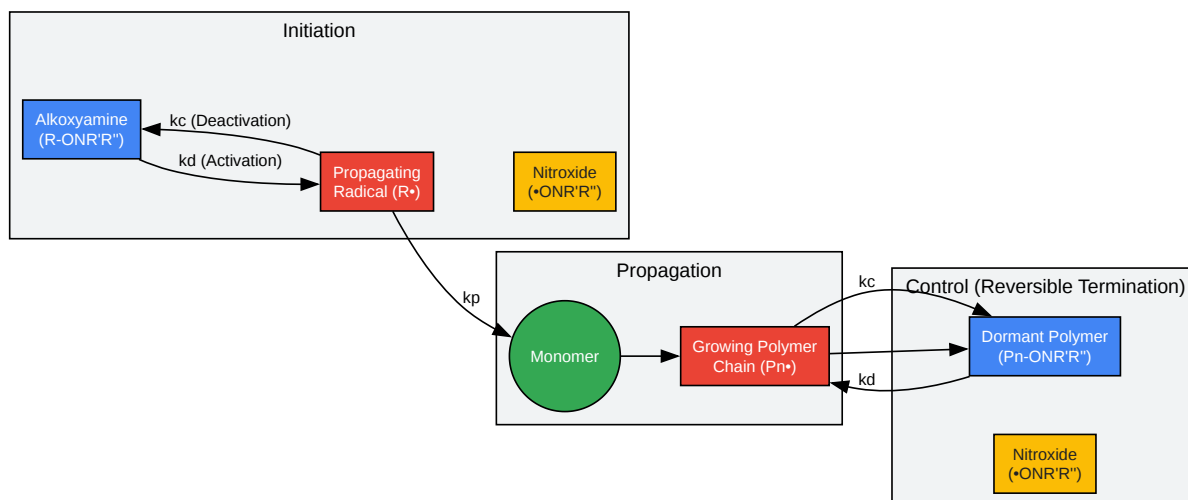 Initiation
Alkoxyamine
(R-ONR'R")
kc (Deactivation)
kd (Activation)
Propagating
Radical (R•)
Nitroxide
(•ONR'R")
kp
Propagation
Monomer
Growing Polymer
Chain (Pn•)
kc
kd
Control (Reversible Termination)
Dormant Polymer
(Pn-ONR'R")
Nitroxide
(•ONR'R")